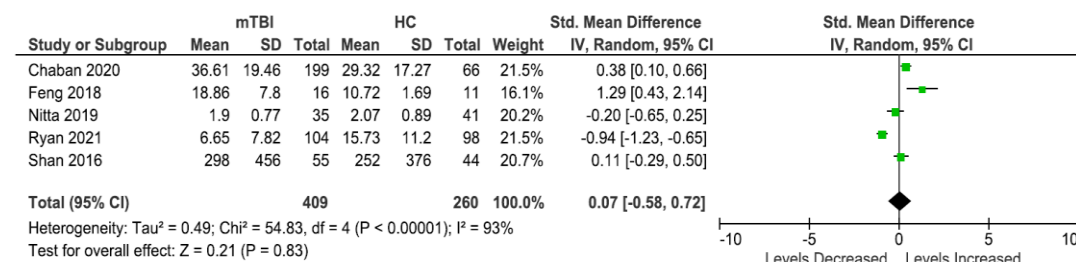 mTBI HC Std. Mean Difference Std. Mean Difference
Study or Subgroup Mean SD Total Mean SD Total Weight IV, Random, 95% CI IV, Random, 95% CI
Chaban 2020 36.61 19.46 199 29.32 17.27 66 21.5% 0.38 [0.10, 0.66]
Feng 2018 18.86 7.8 16 10.72 1.69 11 16.1% 1.29 [0.43, 2.14]
Nitta 2019 1.9 0.77 35 2.07 0.89 41 20.2% -0.20 [-0.65, 0.25]
Ryan 2021 6.65 7.82 104 15.73 11.2 98 21.5% -0.94 [-1.23, -0.65]
Shan 2016 298 456 55 252 376 44 20.7% 0.11 [-0.29, 0.50]
Total (95% CI) 409 260 100.0% 0.07 [-0.58, 0.72]
Heterogeneity: Tau² = 0.49; Chi² = 54.83, df = 4 (P < 0.00001); I² = 93%
Test for overall effect: Z = 0.21 (P = 0.83)
-10 -5 0 5 10
Levels Decreased Levels Increased